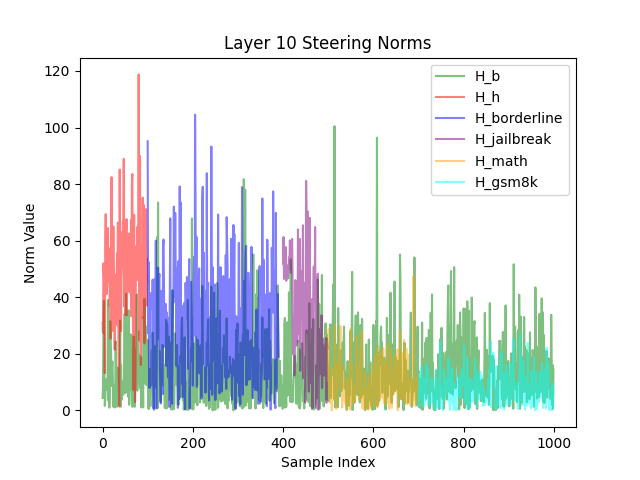 Layer 10 Steering Norms
Norm Value
120
100
80
60
40
20
0
H_b
H_h
H_borderline
H_jailbreak
H_math
H_gsm8k
0 200 400 600 800 1000
Sample Index